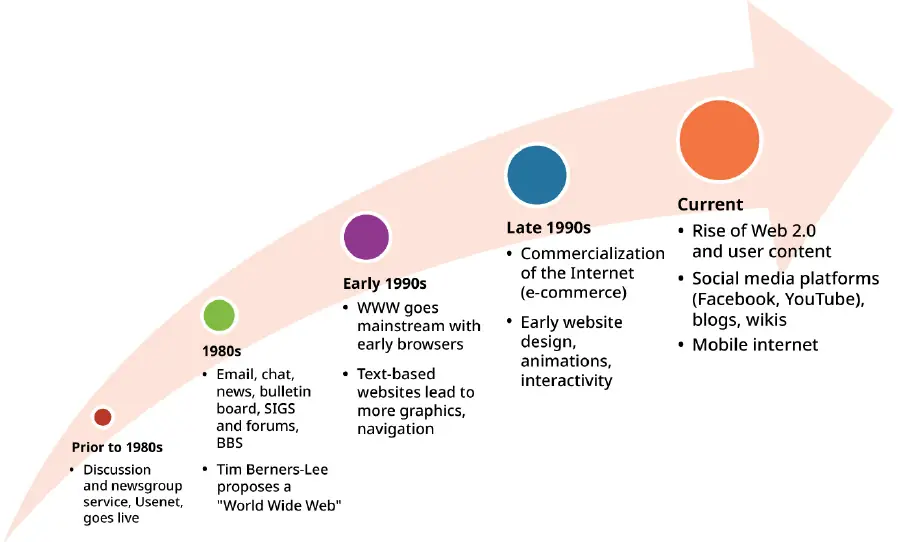 Prior to 1980s
• Discussion
and newsgroup
service, Usenet,
goes live
1980s
• Email, chat,
news, bulletin
board, SIGS
and forums,
BBS
• Tim Berners-Lee
proposes a
"World Wide Web"
Early 1990s
• WWW goes
mainstream with
early browsers
• Text-based
websites lead to
more graphics,
navigation
Late 1990s
• Commercialization
of the Internet
(e-commerce)
• Early website
design,
animations,
interactivity
Current
• Rise of Web 2.0
and user content
• Social media platforms
(Facebook, YouTube),
blogs, wikis
• Mobile internet